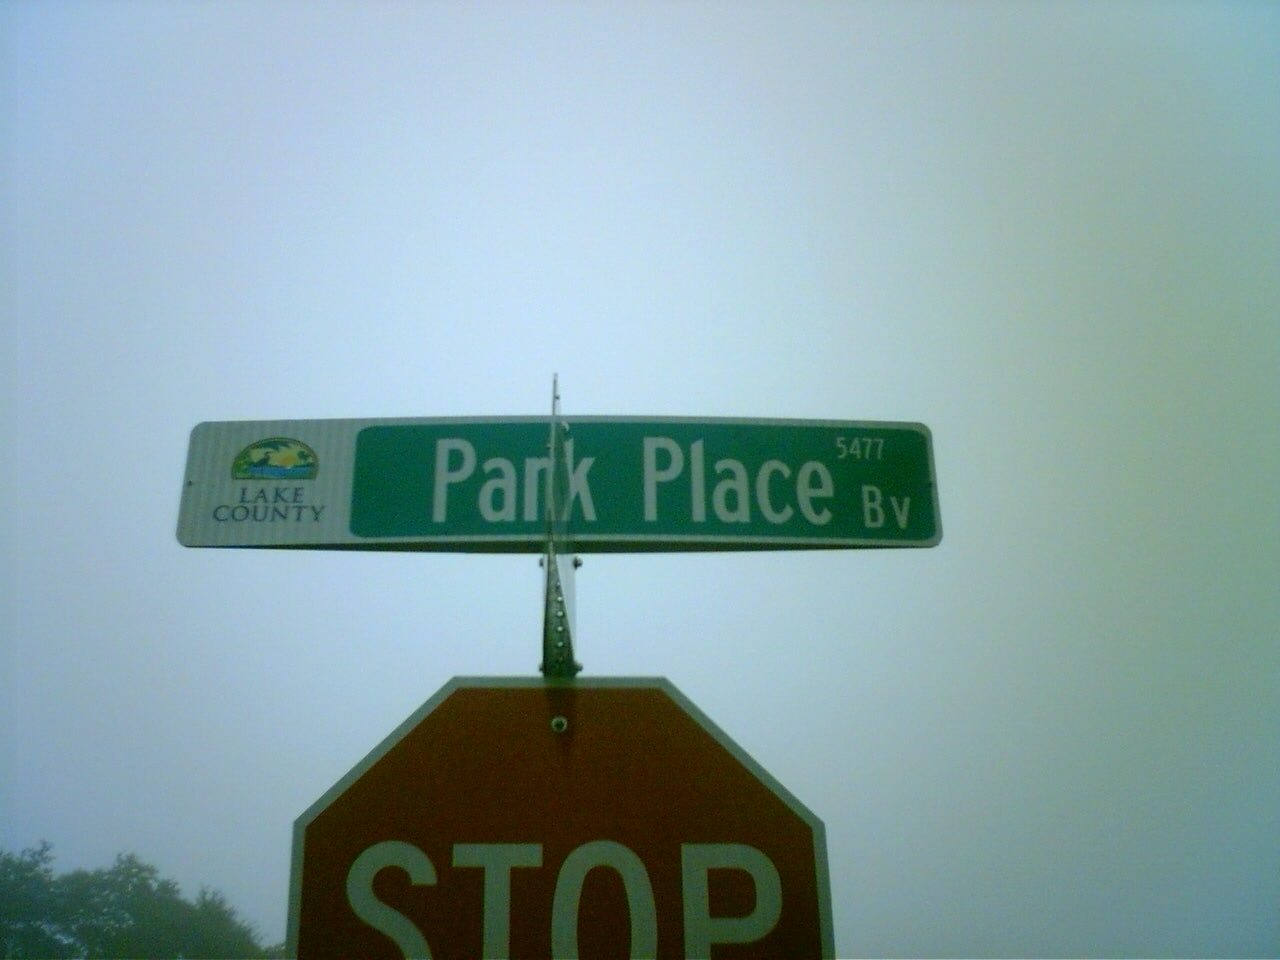 LAKE
COUNTY
Park Place 5477 Bv
STOP